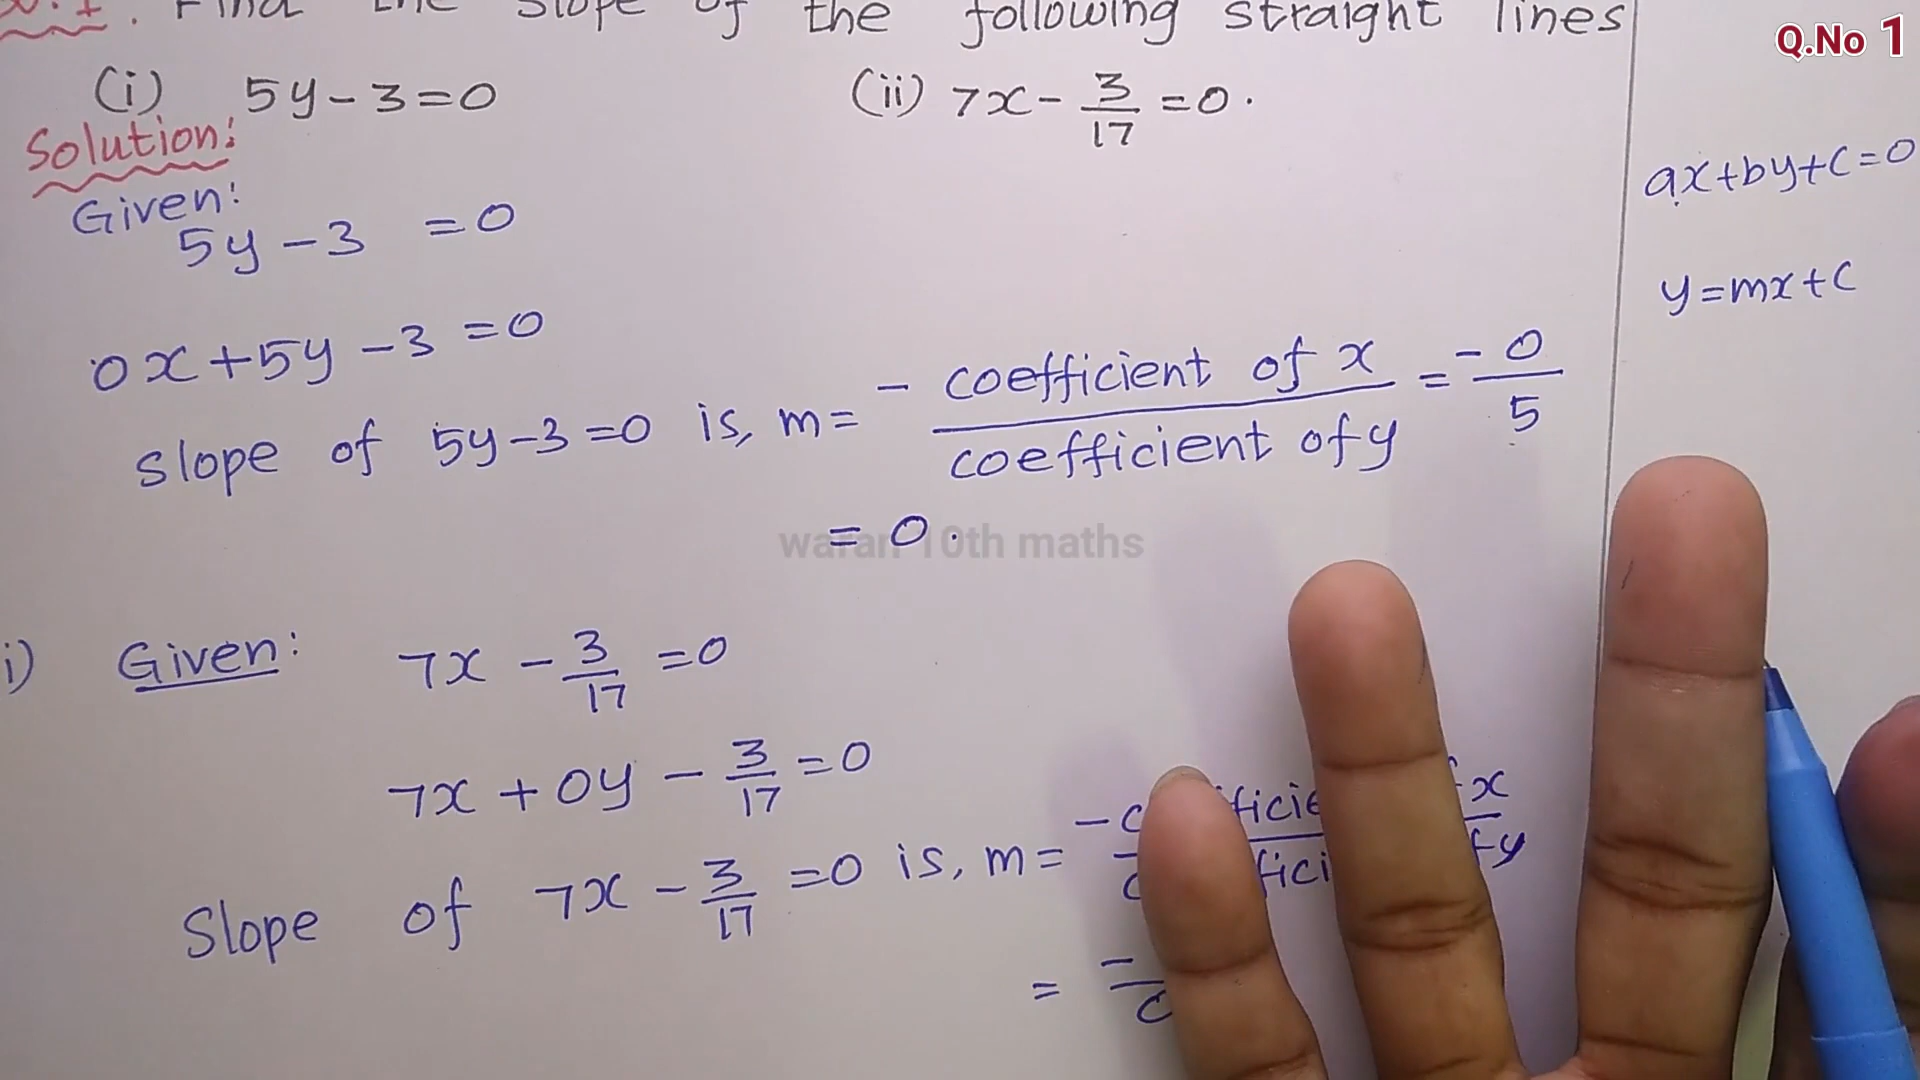 Q.No 1
Find the slope of the following straight lines
(i) 5y-3=0 (ii) 7x- 3/17 =0.
Solution:
Given:
5y-3 =0
ax+by+c=0
y=mx+c
0x+5y-3=0
slope of 5y-3=0 is, m= - coefficient of x / coefficient of y = -0/5
= 0.
waran 10th maths
i) Given: 7x - 3/17 =0
7x+0y - 3/17 =0
Slope of 7x - 3/17 =0 is, m=
=